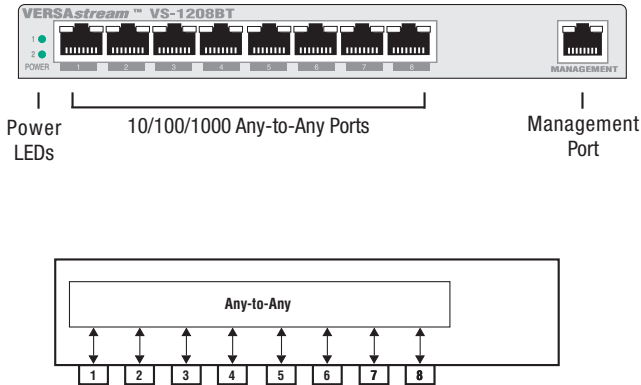 VERSAstream ™ VS-1208BT
1
2
POWER
1 2 3 4 5 6 7 8
MANAGEMENT
Power
LEDs
10/100/1000 Any-to-Any Ports
Management
Port
Any-to-Any
1 2 3 4 5 6 7 8